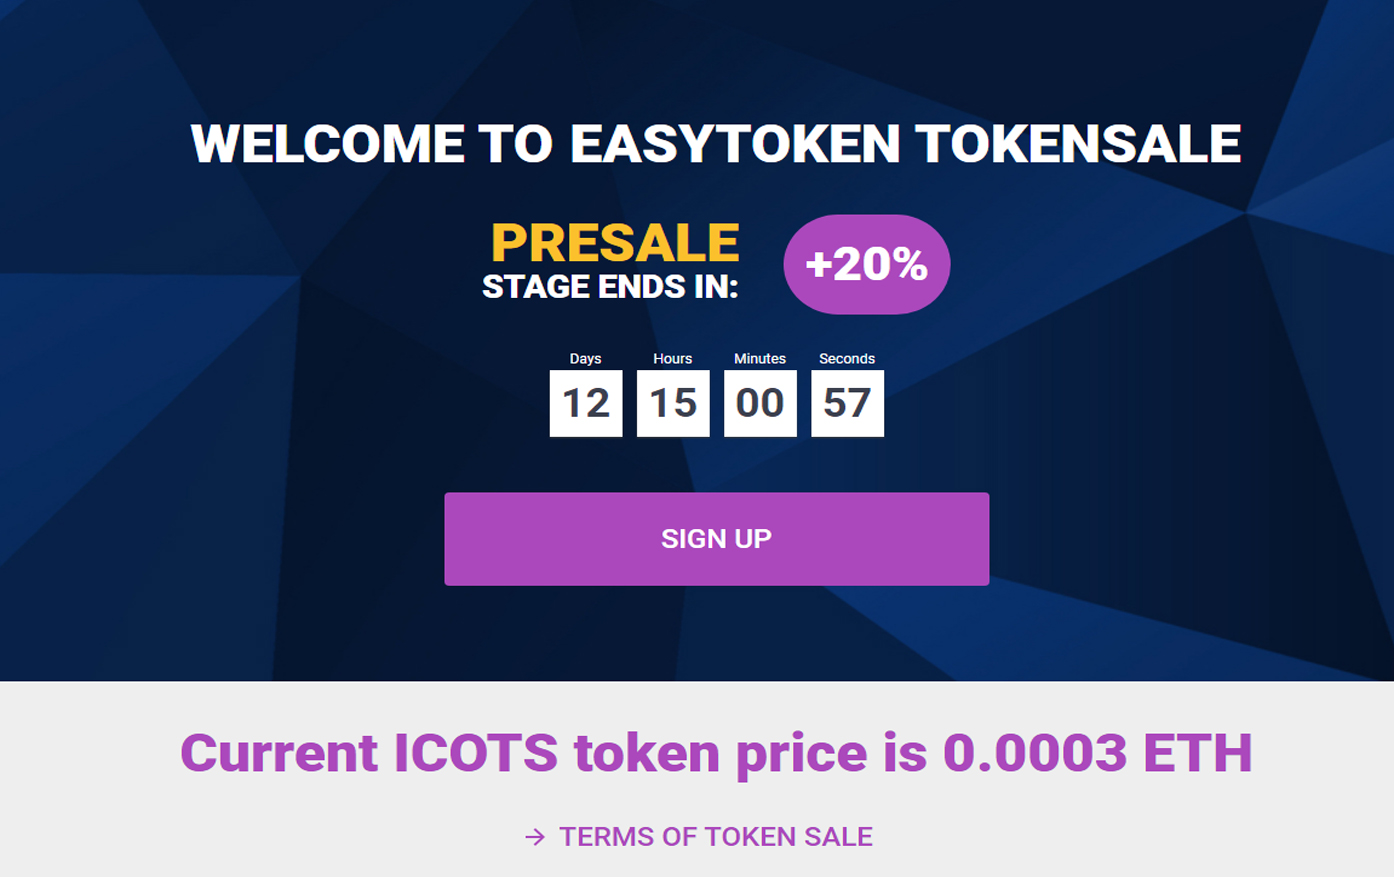 WELCOME TO EASYTOKEN TOKENSALE
PRESALE
STAGE ENDS IN:
+20%
Days Hours Minutes Seconds
12 15 00 57
SIGN UP
Current ICOTS token price is 0.0003 ETH
→ TERMS OF TOKEN SALE